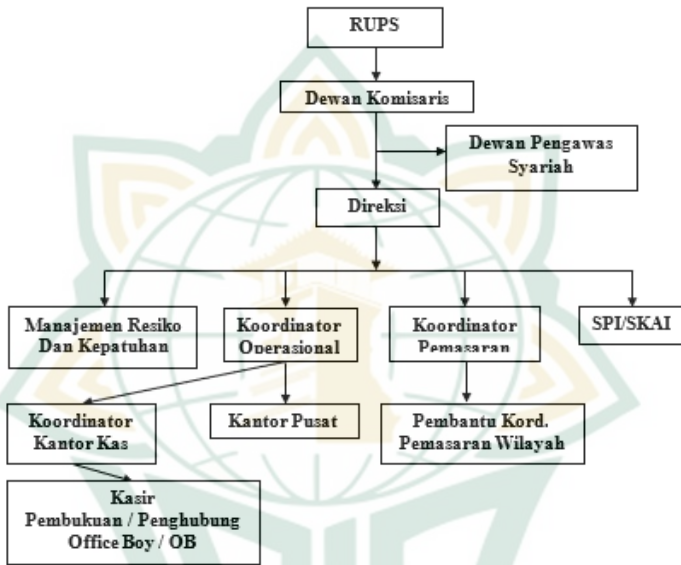 RUPS
Dewan Komisaris
Dewan Pengawas
Syariah
Direksi
Manajemen Resiko
Dan Kepatuhan
Koordinator
Operasional
Koordinator
Pemasaran
SPI/SKAI
Koordinator
Kantor Kas
Kantor Pusat
Pembantu Kord.
Pemasaran Wilayah
Kasir
Pembukuan / Penghubung
Office Boy / OB